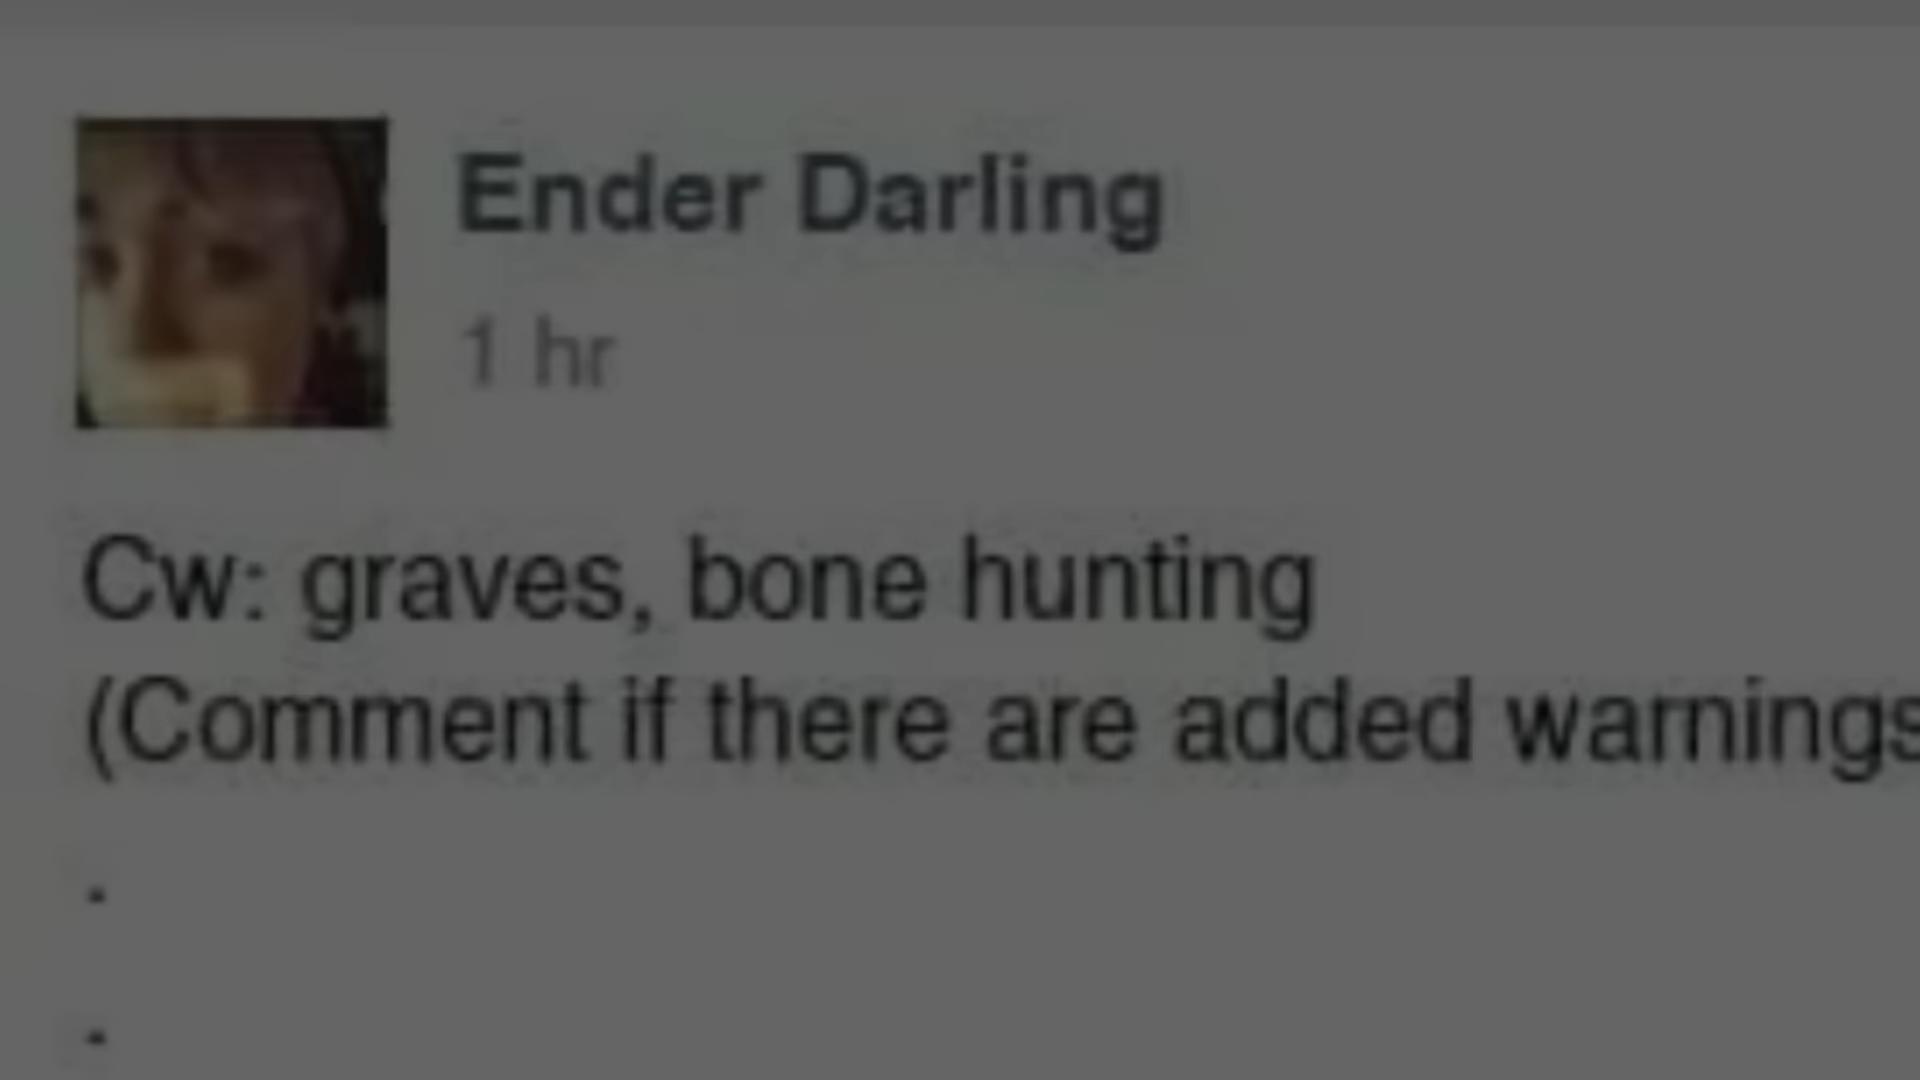 Ender Darling
1 hr
Cw: graves, bone hunting
(Comment if there are added warnings
.
.